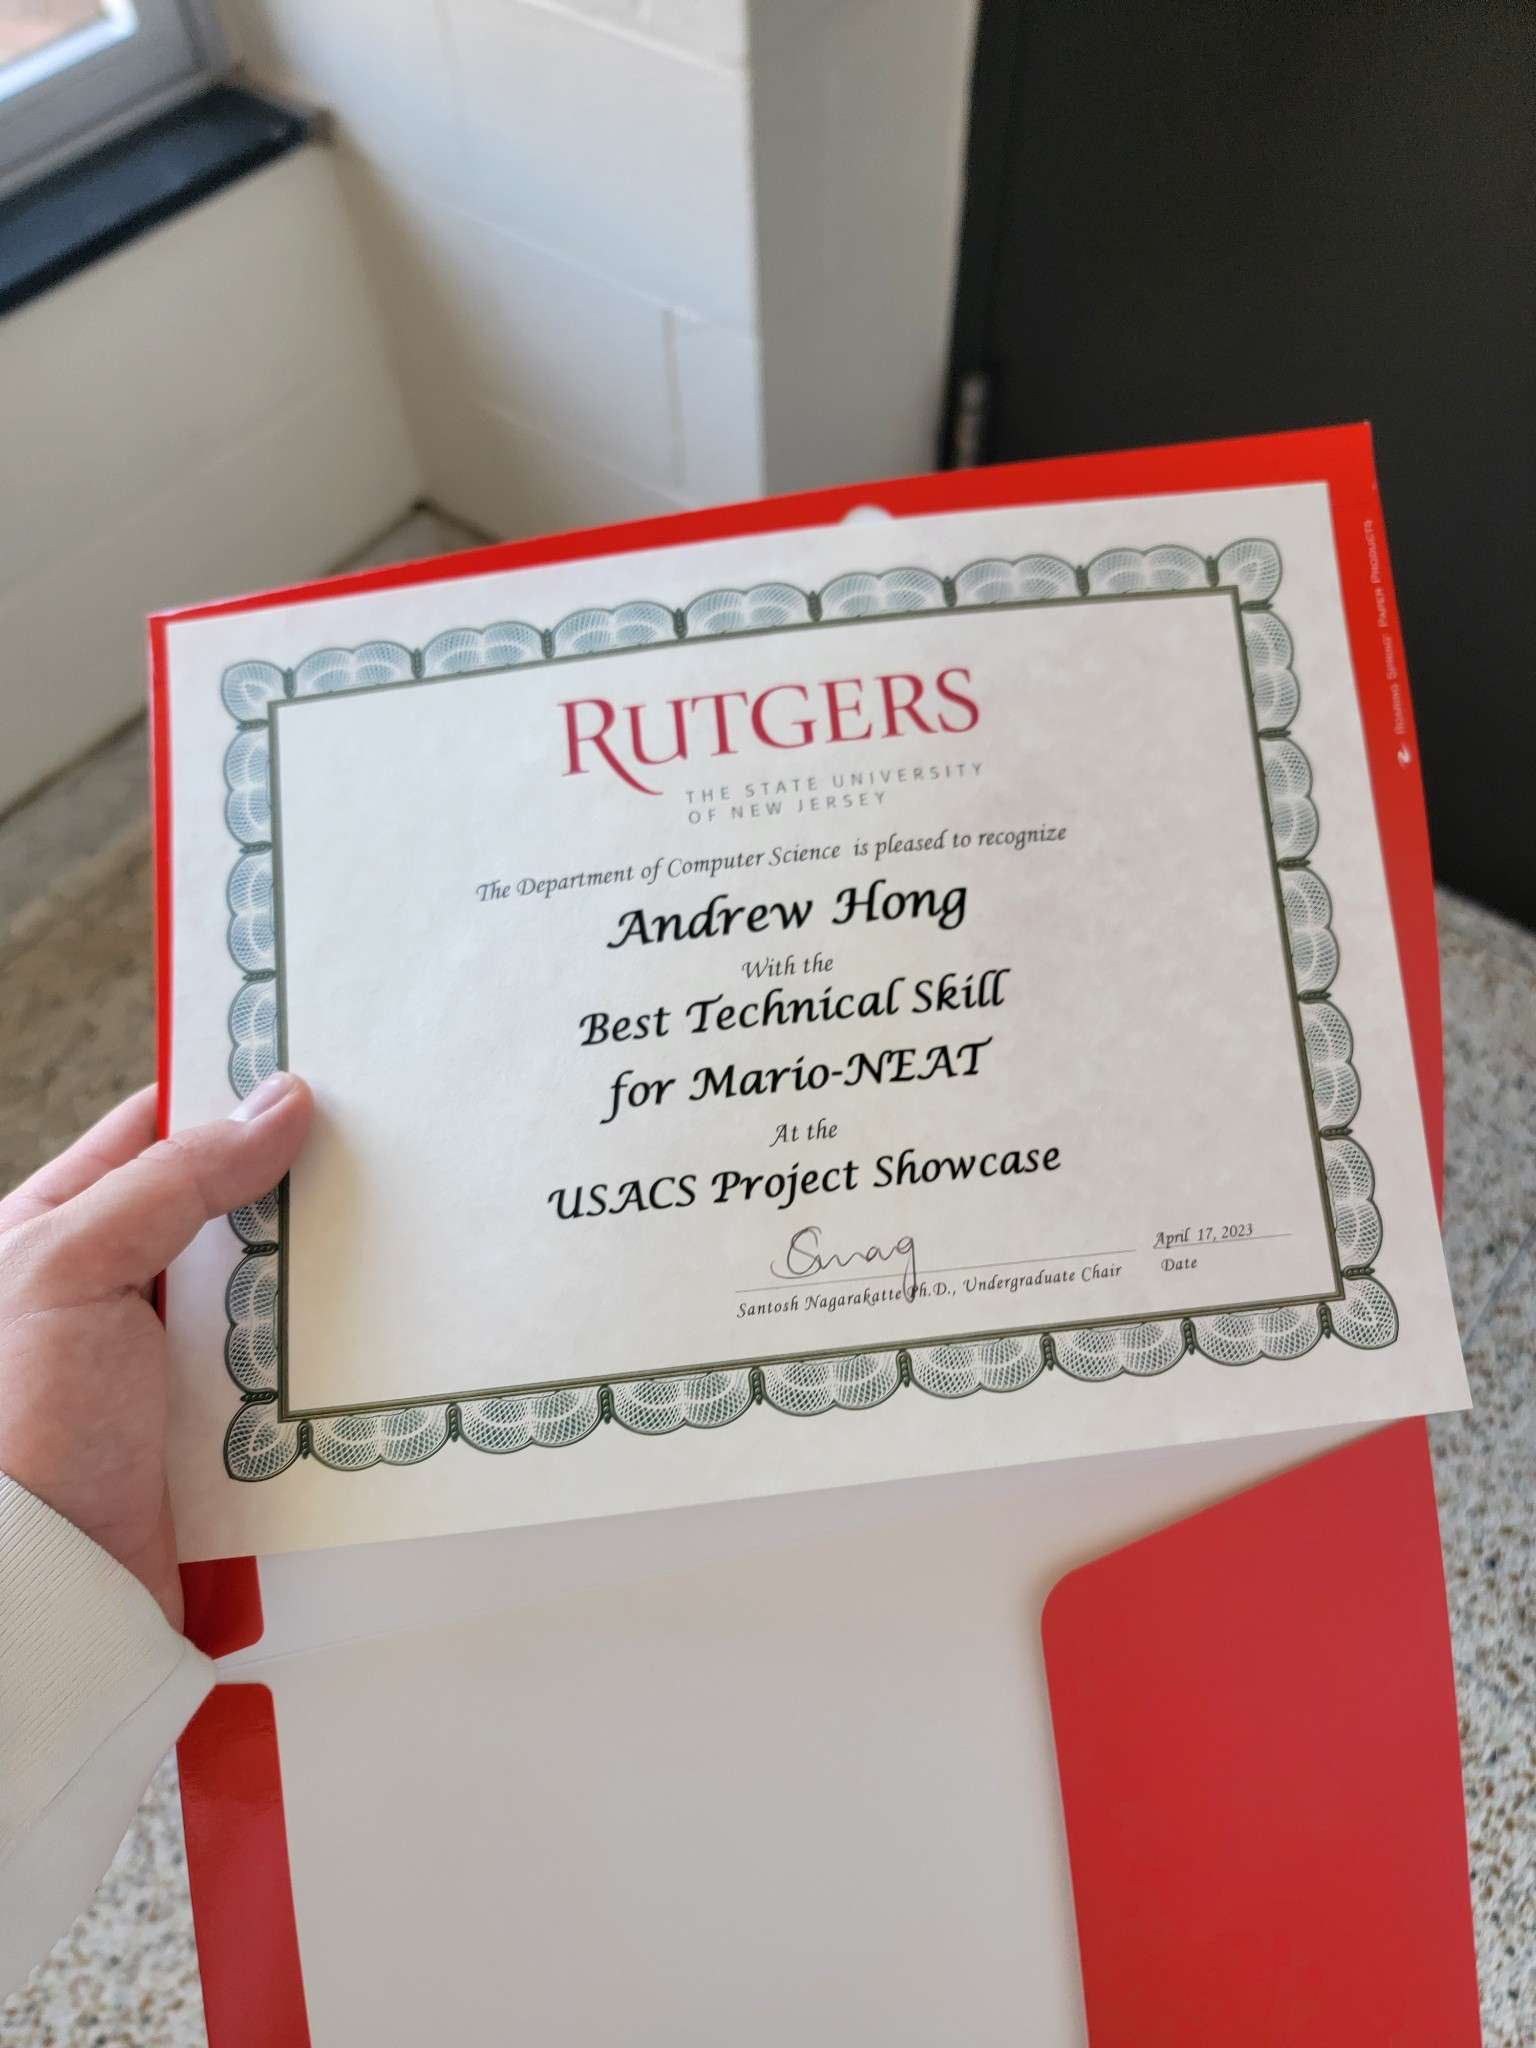 RUTGERS
THE STATE UNIVERSITY
OF NEW JERSEY
The Department of Computer Science is pleased to recognize
Andrew Hong
With the
Best Technical Skill
for Mario-NEAT
At the
USACS Project Showcase
April 17, 2023
Santosh Nagarakatte Ph.D., Undergraduate Chair
Date
ROARING SPRING PAPER PRODUCTS